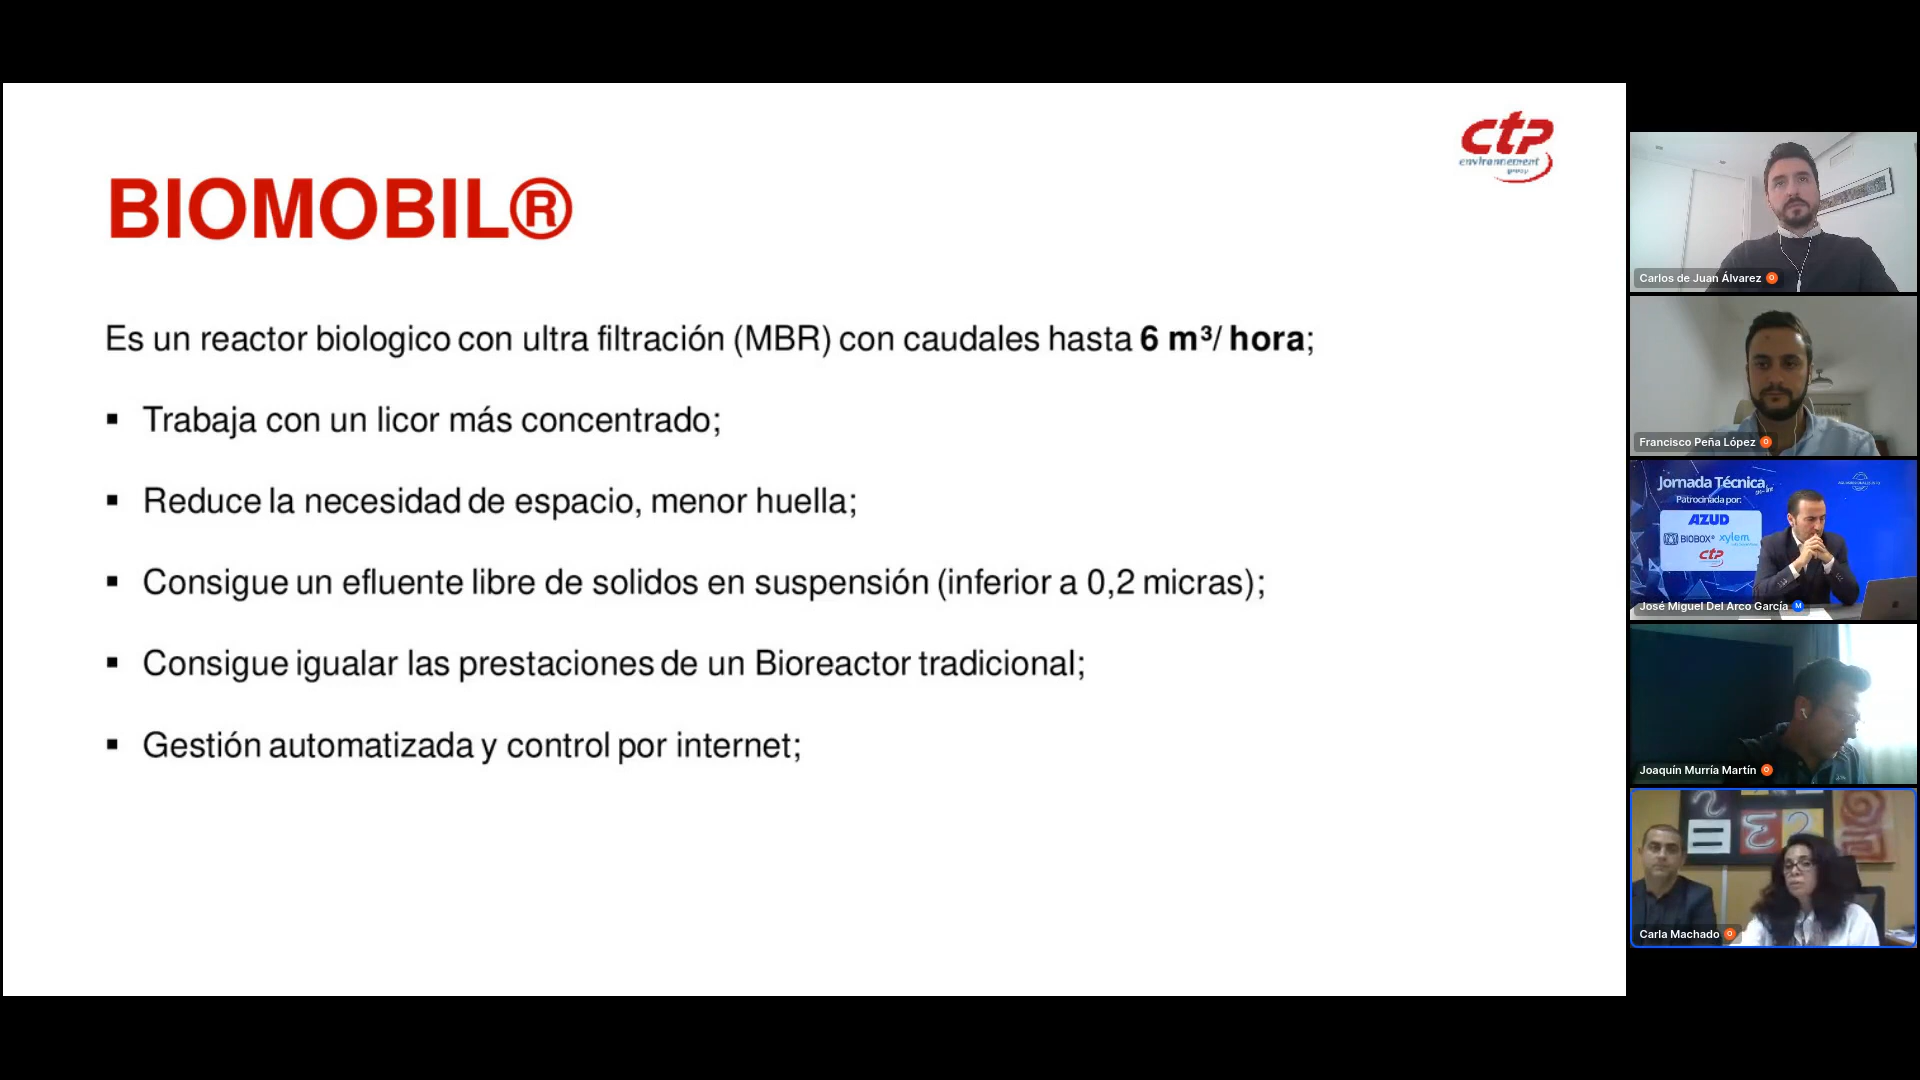 ctp
environnement
group
BIOMOBIL®
Es un reactor biologico con ultra filtración (MBR) con caudales hasta 6 m³/ hora;
▪ Trabaja con un licor más concentrado;
▪ Reduce la necesidad de espacio, menor huella;
▪ Consigue un efluente libre de solidos en suspensión (inferior a 0,2 micras);
▪ Consigue igualar las prestaciones de un Bioreactor tradicional;
▪ Gestión automatizada y control por internet;
Carlos de Juan Álvarez O
Francisco Peña López O
Jornada Técnica
on-line
Patrocinada por:
AZUD
BIOBOX® xylem
ctp
José Miguel Del Arco García M
Joaquín Murría Martín O
Carla Machado O